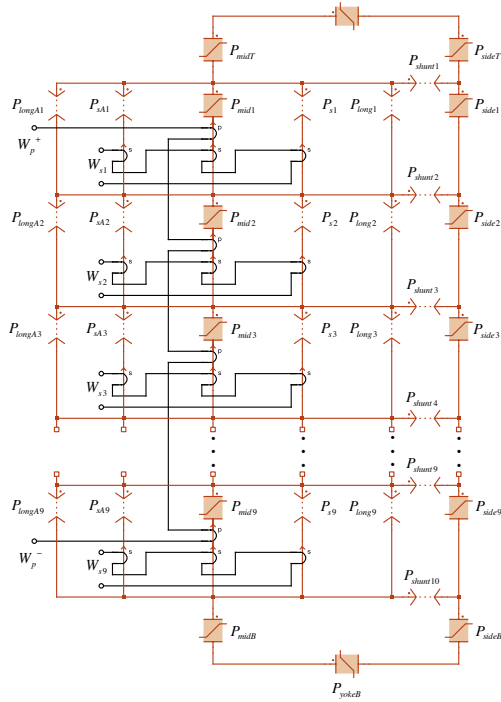 P_midT P_sideT
P_shunt1
P_longA1 P_sA1 P_mid1 P_s1 P_long1 P_side1
W_p^+ p
W_s1 s s s
P_shunt2
P_longA2 P_sA2 P_mid2 P_s2 P_long2 P_side2
p
W_s2 s s s
P_shunt3
P_longA3 P_sA3 P_mid3 P_s3 P_long3 P_side3
p
W_s3 s s s
P_shunt4
P_shunt9
P_longA9 P_sA9 P_mid9 P_s9 P_long9 P_side9
p
W_p^- W_s9 s s s
P_shunt10
P_midB P_sideB
P_yokeB